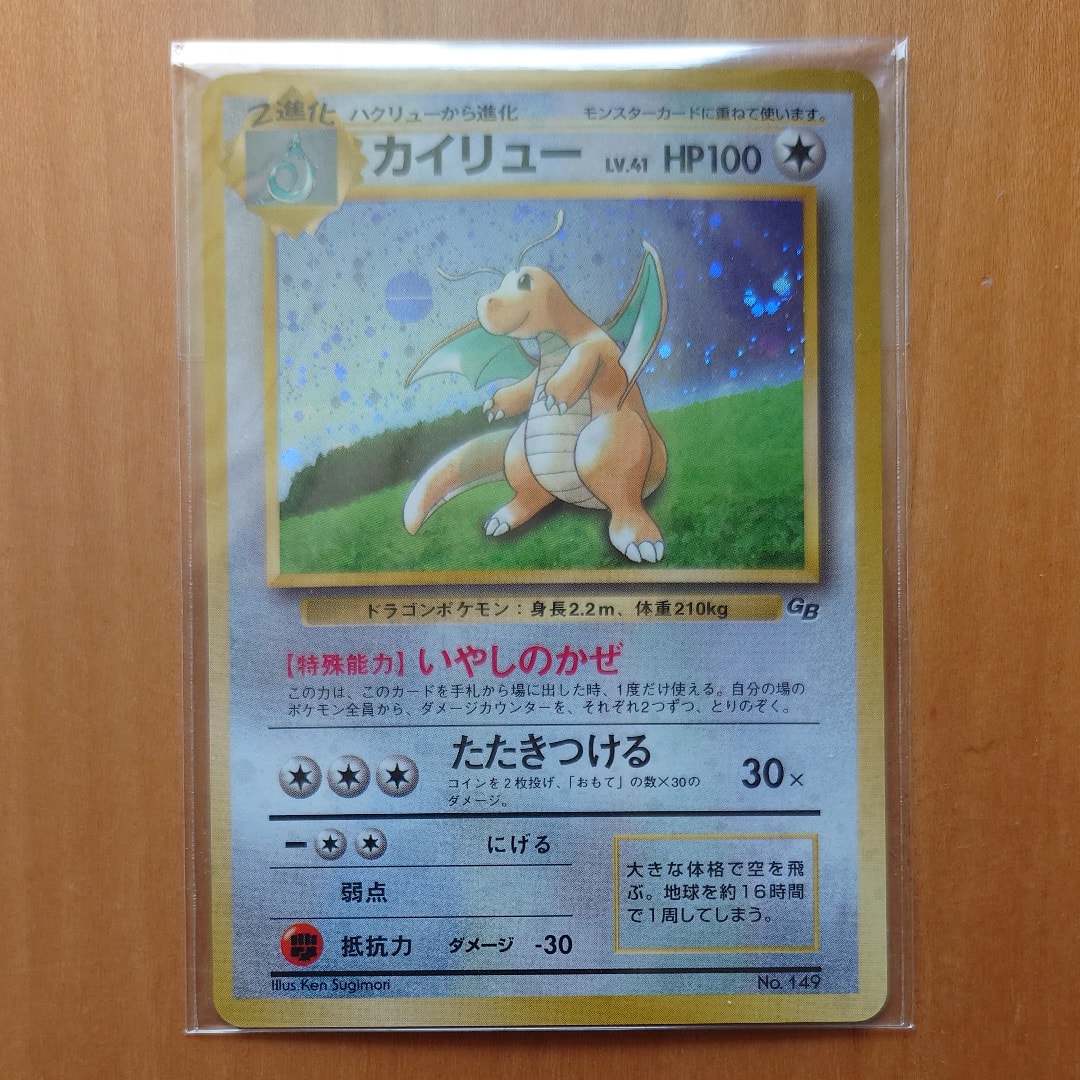 2進化 ハクリューから進化 モンスターカードに重ねて使います。
カイリュー LV.41 HP100
ドラゴンポケモン：身長2.2m、体重210kg GB
【特殊能力】いやしのかぜ
この力は、このカードを手札から場に出した時、1度だけ使える。自分の場の
ポケモン全員から、ダメージカウンターを、それぞれ2つずつ、とりのぞく。
たたきつける 30×
コインを2枚投げ、「おもて」の数×30の
ダメージ。
ー にげる
弱点
抵抗力 ダメージ -30
大きな体格で空を飛
ぶ。地球を約16時間
で1周してしまう。
Illus. Ken Sugimori No. 149